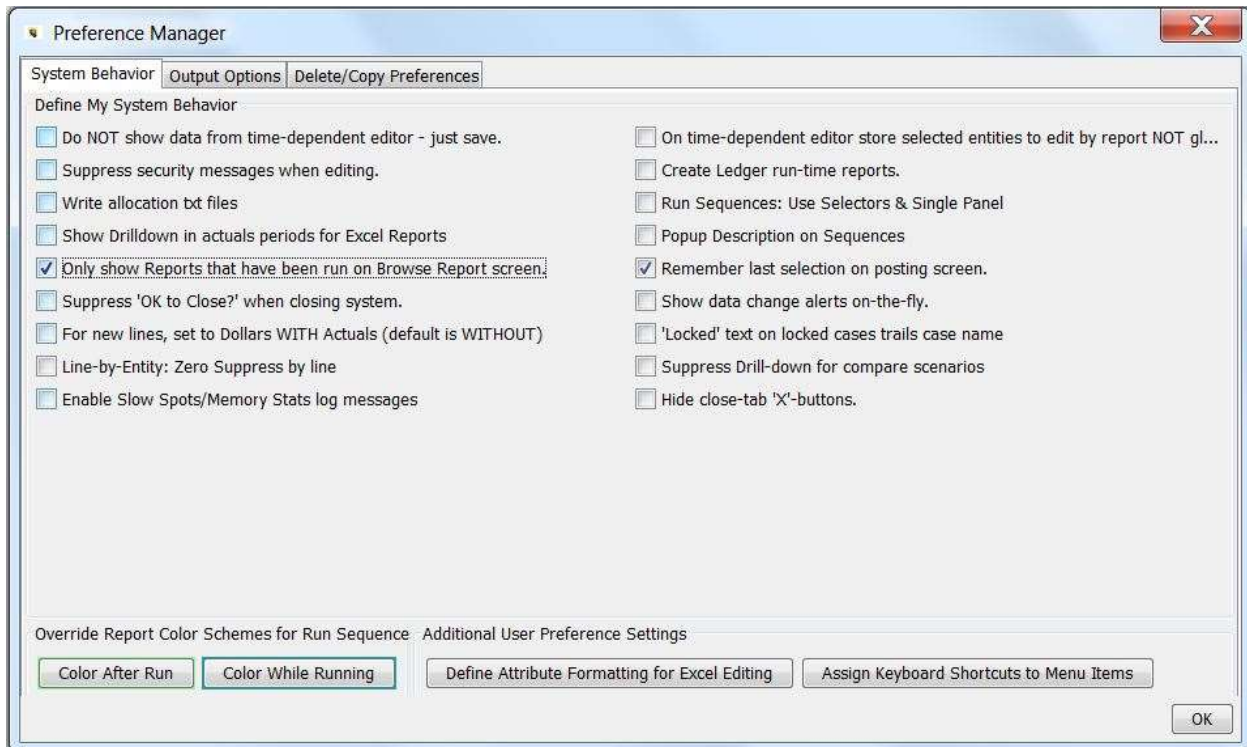 Preference Manager
System Behavior Output Options Delete/Copy Preferences
Define My System Behavior
Do NOT show data from time-dependent editor - just save.
Suppress security messages when editing.
Write allocation txt files
Show Drilldown in actuals periods for Excel Reports
Only show Reports that have been run on Browse Report screen.
Suppress 'OK to Close?' when closing system.
For new lines, set to Dollars WITH Actuals (default is WITHOUT)
Line-by-Entity: Zero Suppress by line
Enable Slow Spots/Memory Stats log messages
On time-dependent editor store selected entities to edit by report NOT gl...
Create Ledger run-time reports.
Run Sequences: Use Selectors & Single Panel
Popup Description on Sequences
Remember last selection on posting screen.
Show data change alerts on-the-fly.
'Locked' text on locked cases trails case name
Suppress Drill-down for compare scenarios
Hide close-tab 'X'-buttons.
Override Report Color Schemes for Run Sequence
Color After Run Color While Running
Additional User Preference Settings
Define Attribute Formatting for Excel Editing Assign Keyboard Shortcuts to Menu Items
OK